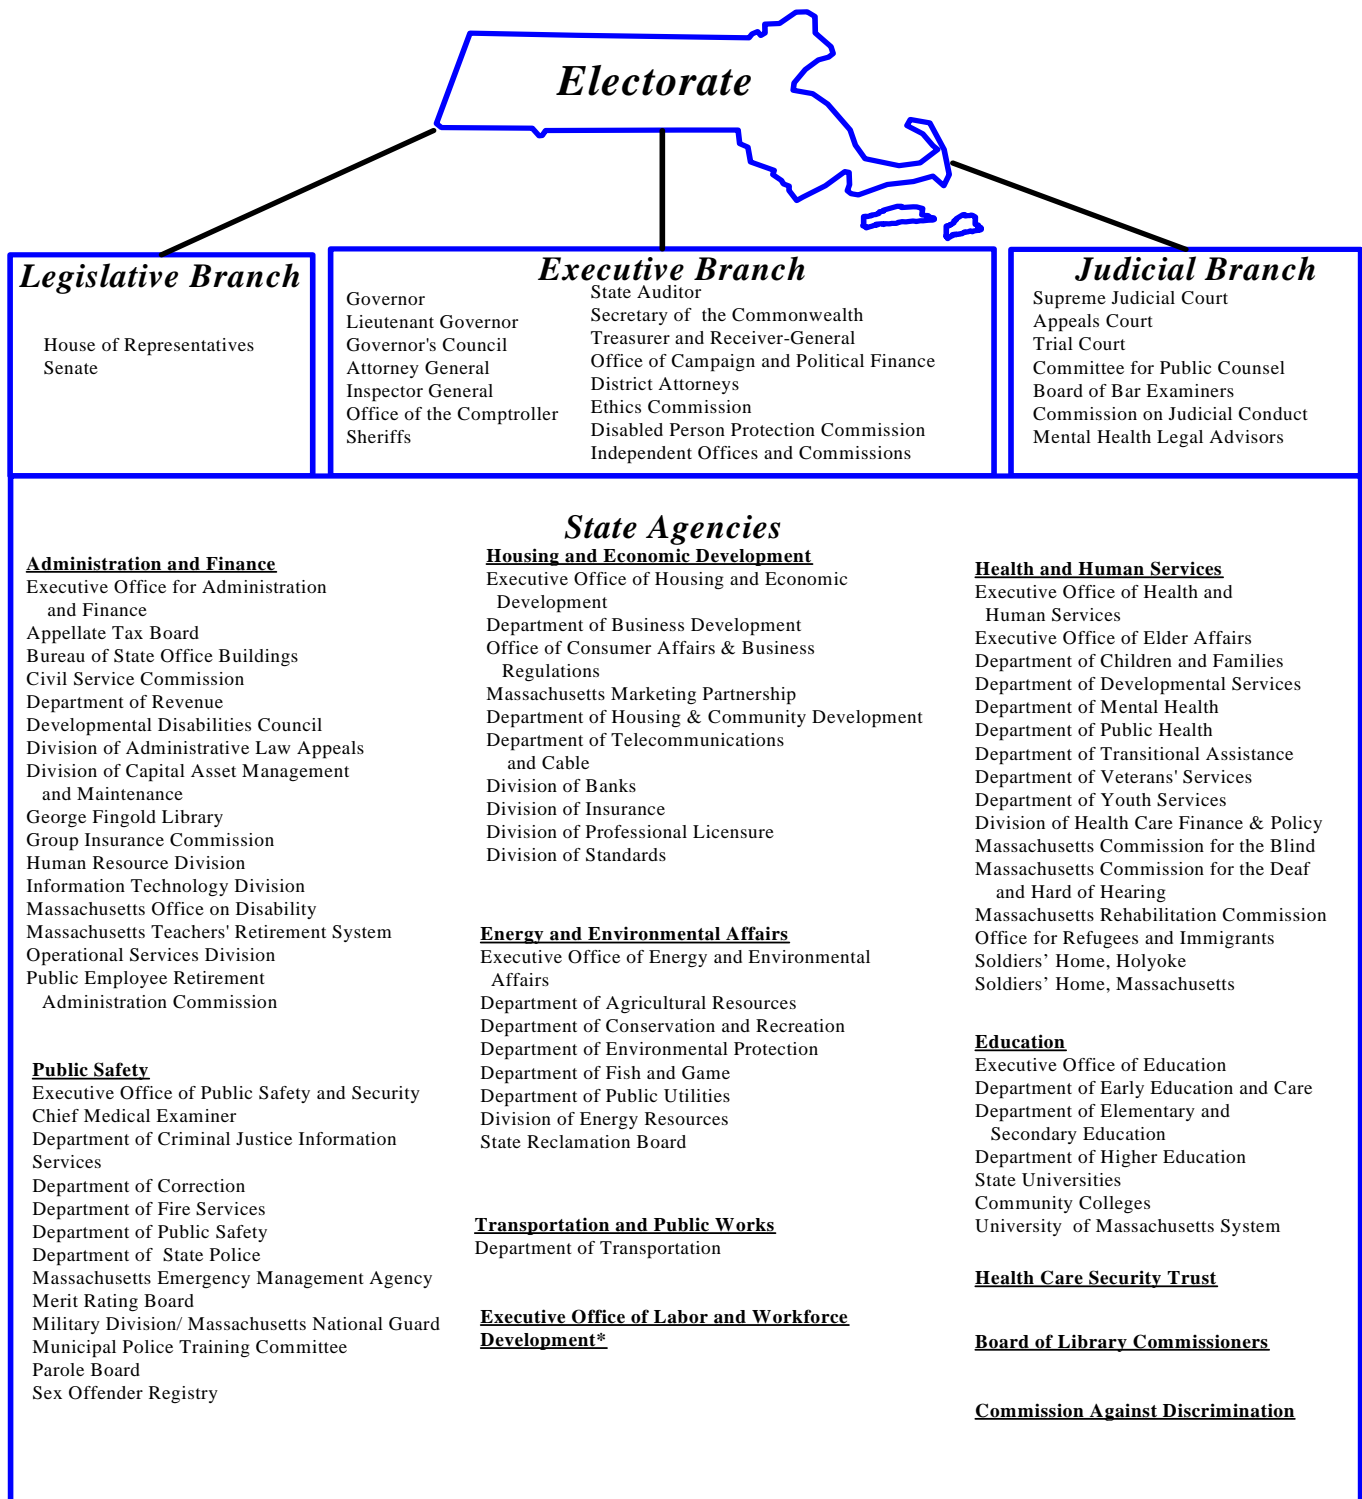 Electorate
Legislative Branch
House of Representatives
Senate
Executive Branch
Governor
Lieutenant Governor
Governor's Council
Attorney General
Inspector General
Office of the Comptroller
Sheriffs
State Auditor
Secretary of the Commonwealth
Treasurer and Receiver-General
Office of Campaign and Political Finance
District Attorneys
Ethics Commission
Disabled Person Protection Commission
Independent Offices and Commissions
Judicial Branch
Supreme Judicial Court
Appeals Court
Trial Court
Committee for Public Counsel
Board of Bar Examiners
Commission on Judicial Conduct
Mental Health Legal Advisors
State Agencies
Administration and Finance
Executive Office for Administration
and Finance
Appellate Tax Board
Bureau of State Office Buildings
Civil Service Commission
Department of Revenue
Developmental Disabilities Council
Division of Administrative Law Appeals
Division of Capital Asset Management
and Maintenance
George Fingold Library
Group Insurance Commission
Human Resource Division
Information Technology Division
Massachusetts Office on Disability
Massachusetts Teachers' Retirement System
Operational Services Division
Public Employee Retirement
Administration Commission
Public Safety
Executive Office of Public Safety and Security
Chief Medical Examiner
Department of Criminal Justice Information
Services
Department of Correction
Department of Fire Services
Department of Public Safety
Department of State Police
Massachusetts Emergency Management Agency
Merit Rating Board
Military Division/ Massachusetts National Guard
Municipal Police Training Committee
Parole Board
Sex Offender Registry
Housing and Economic Development
Executive Office of Housing and Economic
Development
Department of Business Development
Office of Consumer Affairs & Business
Regulations
Massachusetts Marketing Partnership
Department of Housing & Community Development
Department of Telecommunications
and Cable
Division of Banks
Division of Insurance
Division of Professional Licensure
Division of Standards
Energy and Environmental Affairs
Executive Office of Energy and Environmental
Affairs
Department of Agricultural Resources
Department of Conservation and Recreation
Department of Environmental Protection
Department of Fish and Game
Department of Public Utilities
Division of Energy Resources
State Reclamation Board
Transportation and Public Works
Department of Transportation
Executive Office of Labor and Workforce
Development*
Health and Human Services
Executive Office of Health and
Human Services
Executive Office of Elder Affairs
Department of Children and Families
Department of Developmental Services
Department of Mental Health
Department of Public Health
Department of Transitional Assistance
Department of Veterans' Services
Department of Youth Services
Division of Health Care Finance & Policy
Massachusetts Commission for the Blind
Massachusetts Commission for the Deaf
and Hard of Hearing
Massachusetts Rehabilitation Commission
Office for Refugees and Immigrants
Soldiers’ Home, Holyoke
Soldiers’ Home, Massachusetts
Education
Executive Office of Education
Department of Early Education and Care
Department of Elementary and
Secondary Education
Department of Higher Education
State Universities
Community Colleges
University of Massachusetts System
Health Care Security Trust
Board of Library Commissioners
Commission Against Discrimination